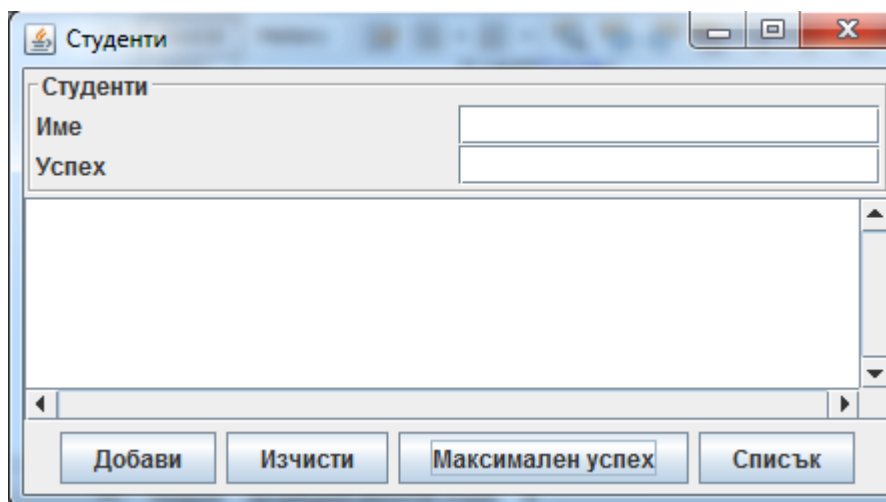 Студенти
Студенти
Име
Успех
Добави Изчисти Максимален успех Списък